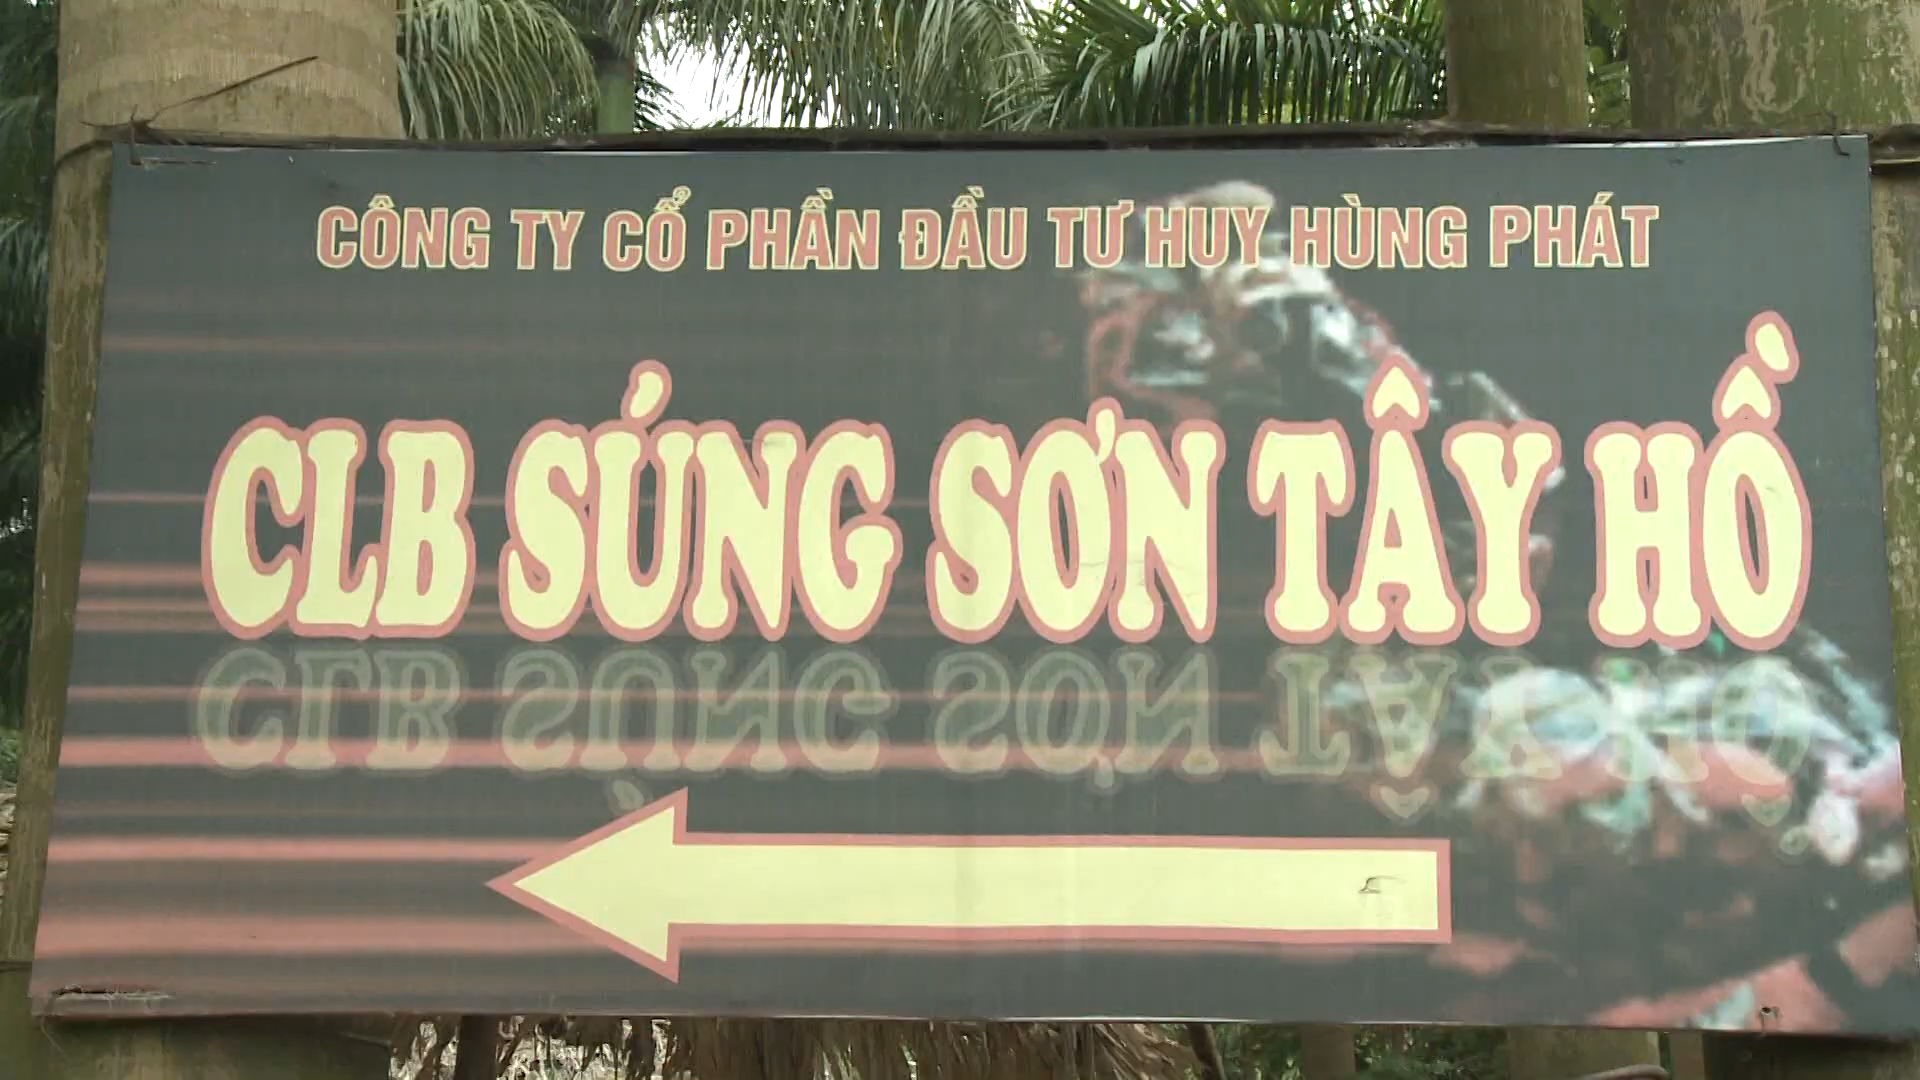 CÔNG TY CỔ PHẦN ĐẦU TƯ HUY HÙNG PHÁT
CLB SÚNG SƠN TÂY HỒ